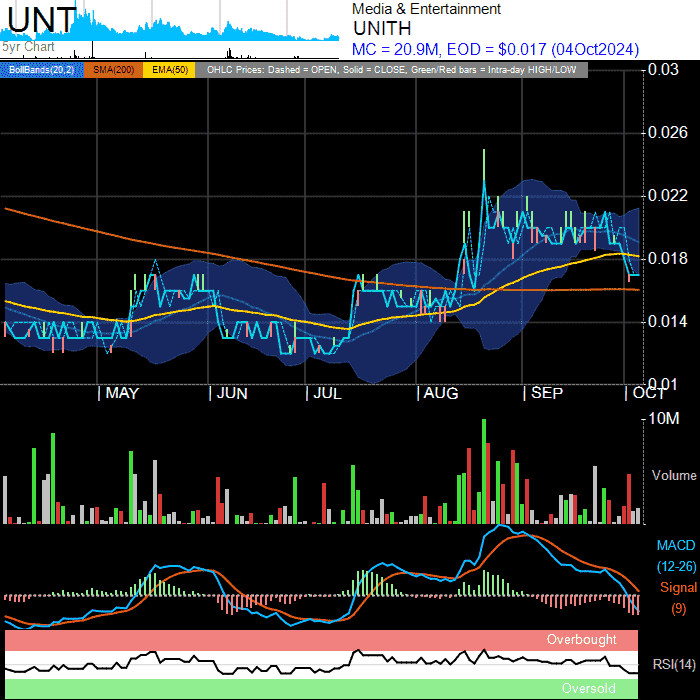 UNT
5yr Chart
Media & Entertainment
UNITH
MC = 20.9M, EOD = $0.017 (04Oct2024)
BollBands(20,2) SMA(200) EMA(50) OHLC Prices: Dashed = OPEN, Solid = CLOSE, Green/Red bars = Intra-day HIGH/LOW
0.03
0.026
0.022
0.018
0.014
0.01
MAY JUN JUL AUG SEP OCT
10M
Volume
MACD
(12-26)
Signal
(9)
Overbought
RSI(14)
Oversold